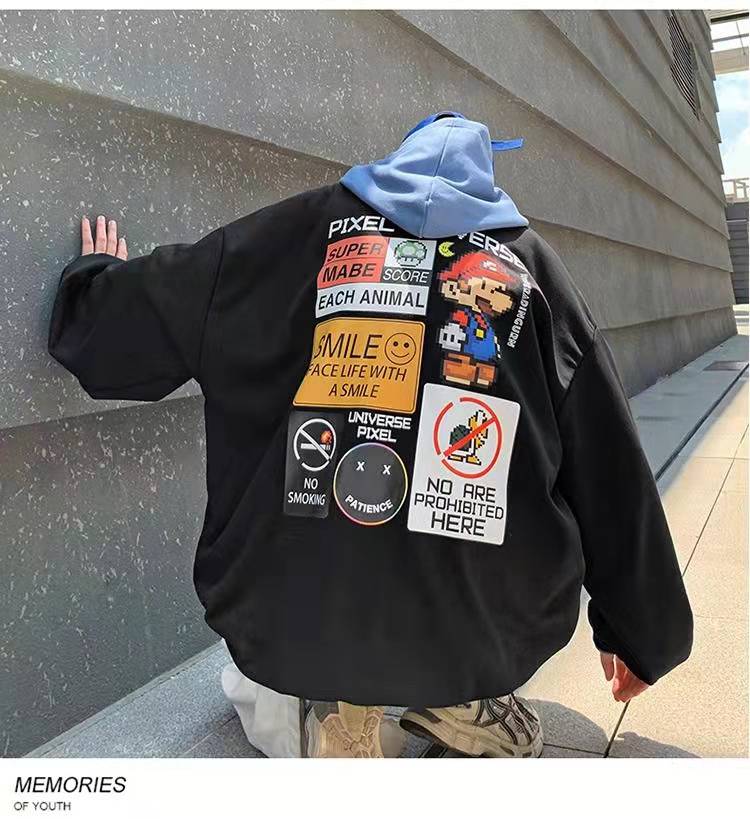 PIXEL
VERSE
SUPER
MABE
SCORE
EACH ANIMAL
SMILE
FACE LIFE WITH
A SMILE
UNIVERSE
PIXEL
NO
SMOKING
PATIENCE
NO ARE
PROHIBITED
HERE
MEMORIES
OF YOUTH